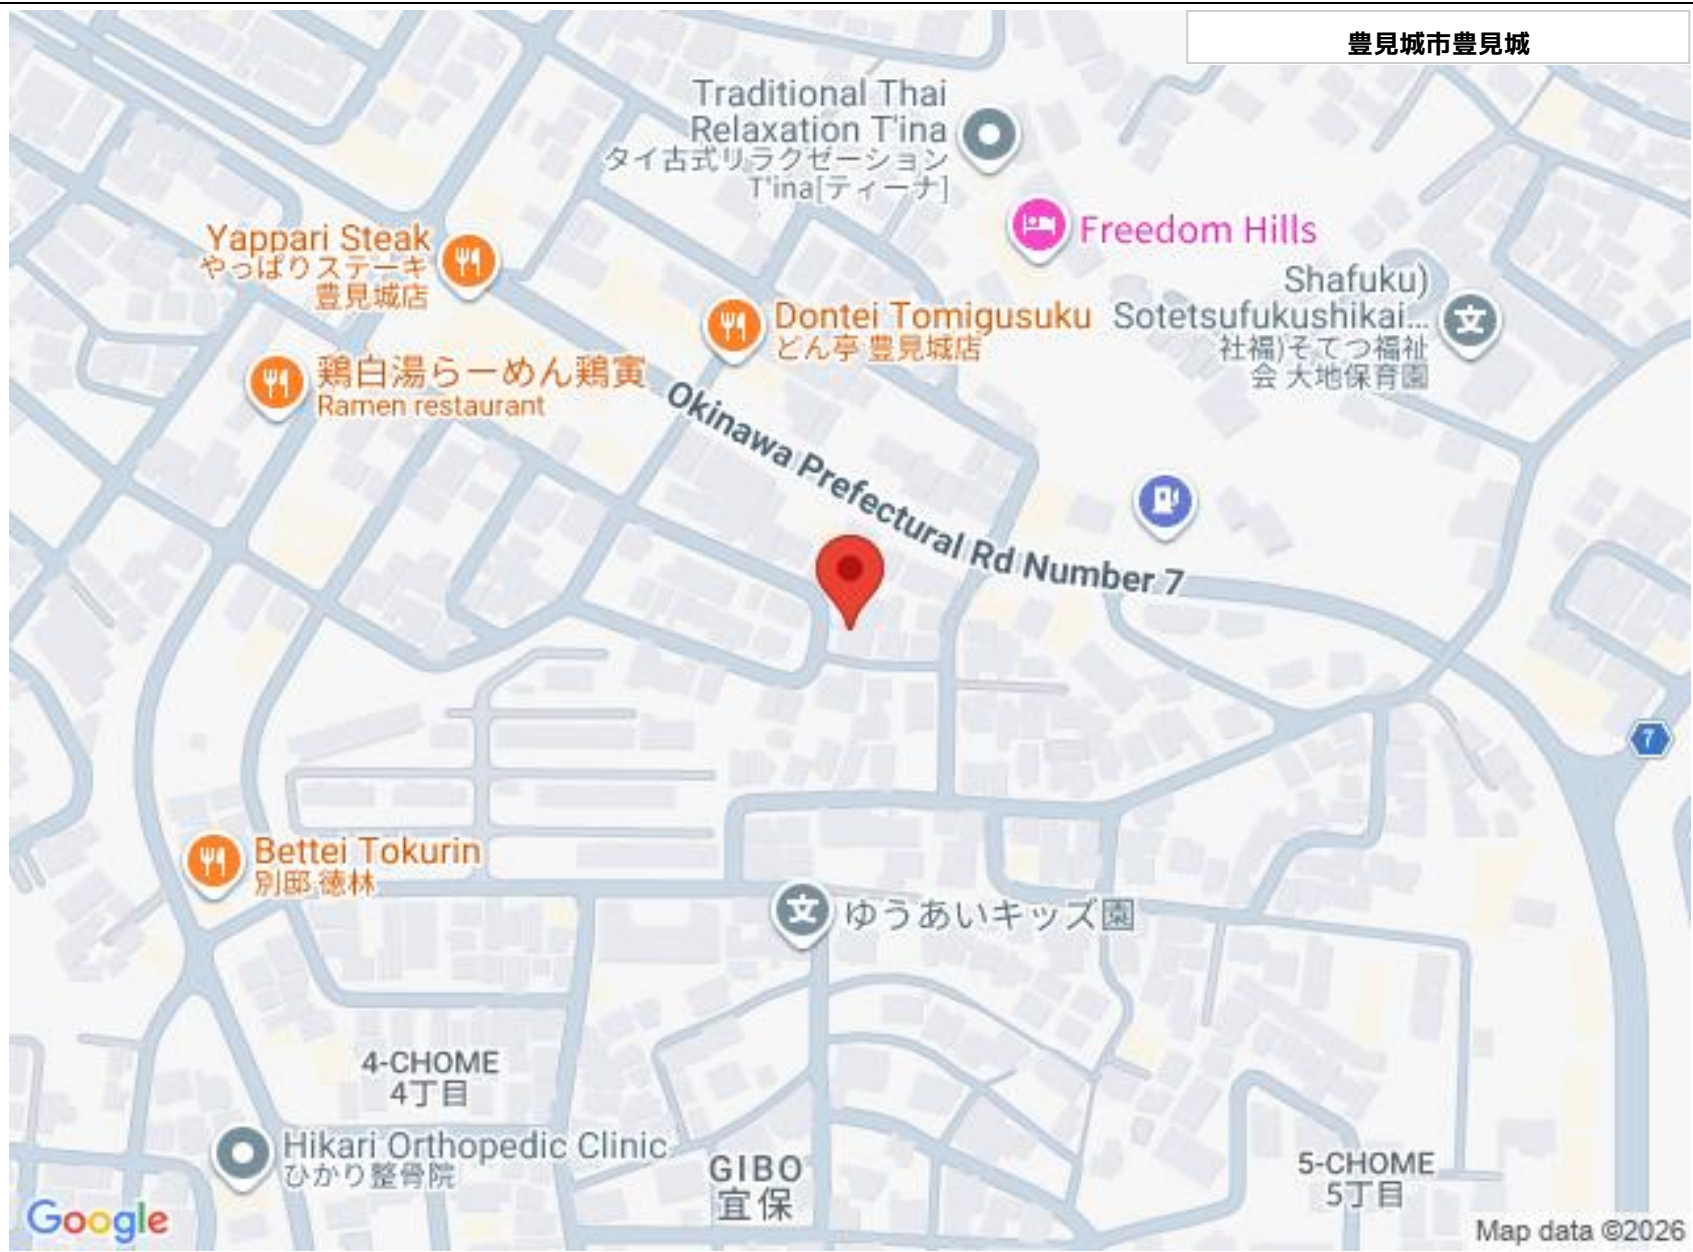 豊見城市豊見城
Traditional Thai
Relaxation T'ina
タイ古式リラクゼーション
T'ina[ティーナ]
Freedom Hills
Yappari Steak
やっぱりステーキ
豊見城店
Shafuku)
Sotetsufukushikai...
社福)そてつ福祉
会 大地保育園
Dontei Tomigusuku
どん亭 豊見城店
鶏白湯らーめん鶏寅
Ramen restaurant
Okinawa Prefectural Rd Number 7
7
Bettei Tokurin
別邸 徳林
ゆうあいキッズ園
4-CHOME
4丁目
Hikari Orthopedic Clinic
ひかり整骨院
GIBO
宜保
5-CHOME
5丁目
Google
Map data ©2026